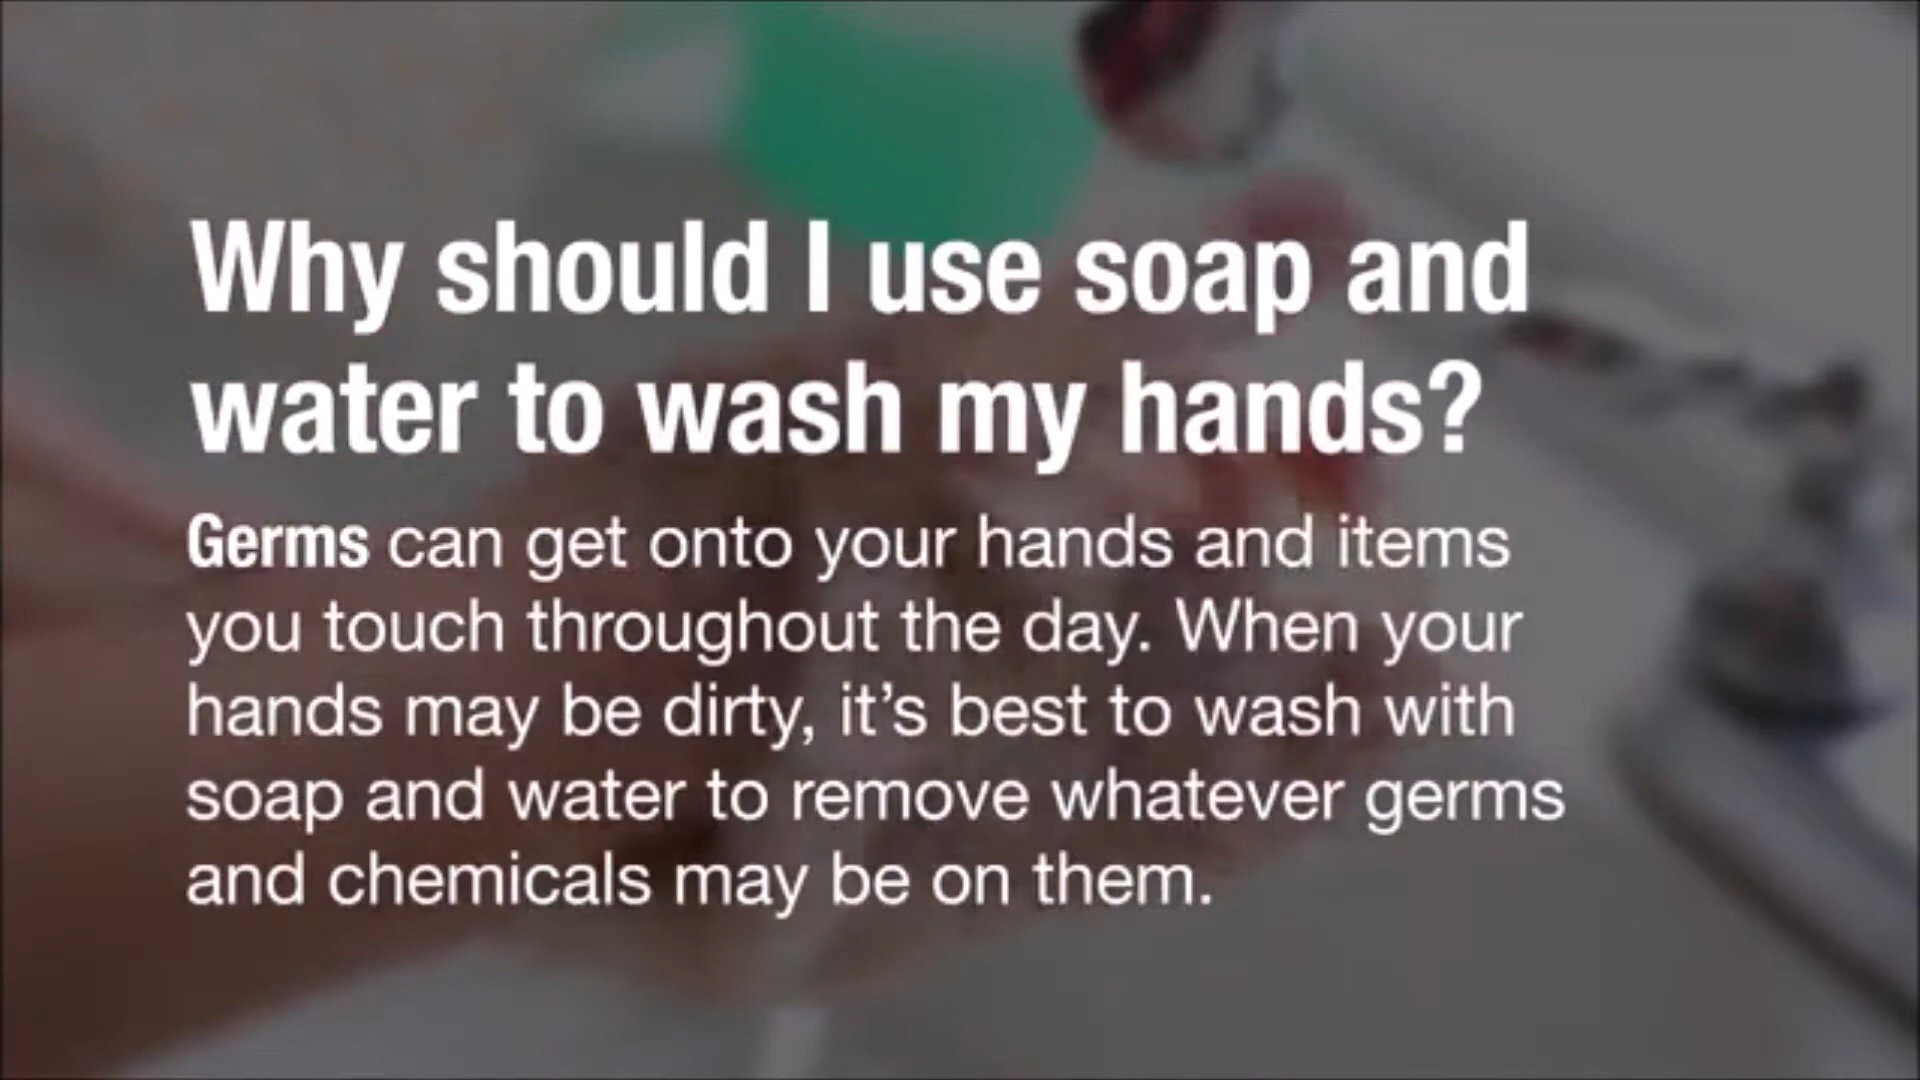 Why should I use soap and
water to wash my hands?
Germs can get onto your hands and items
you touch throughout the day. When your
hands may be dirty, it’s best to wash with
soap and water to remove whatever germs
and chemicals may be on them.